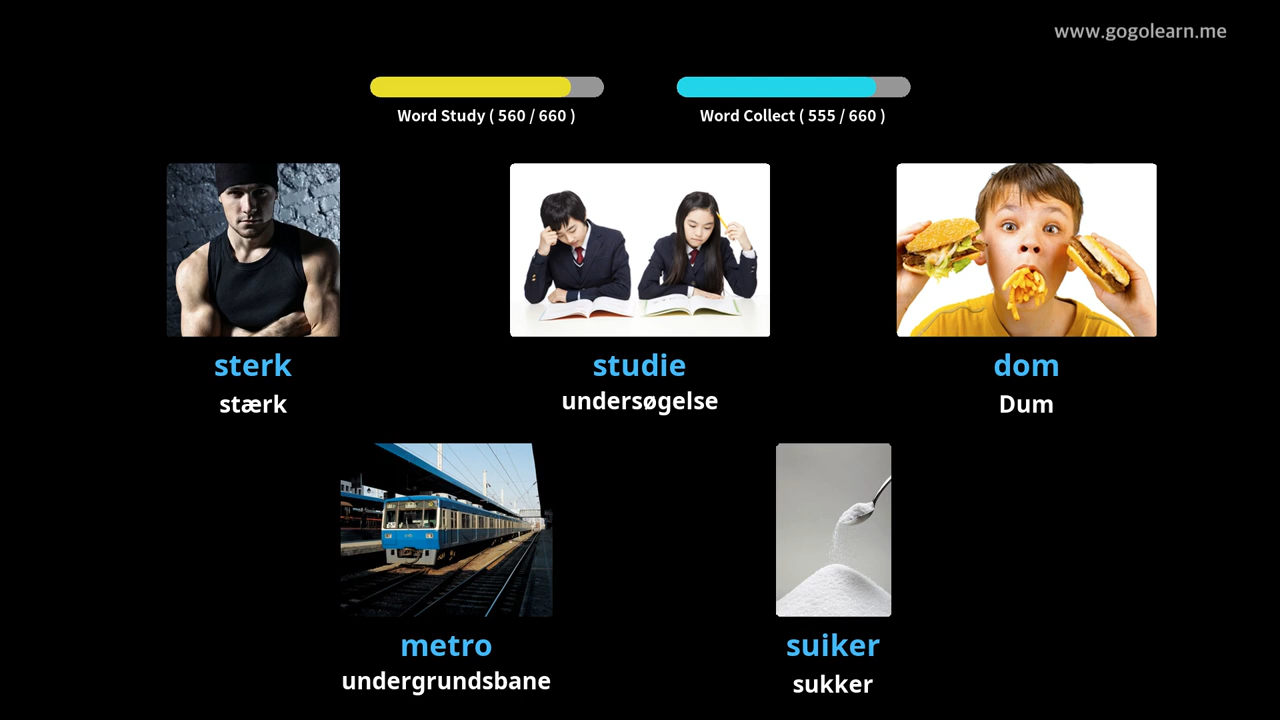 www.gogolearn.me
Word Study ( 560 / 660 )
Word Collect ( 555 / 660 )
sterk
stærk
studie
undersøgelse
dom
Dum
metro
undergrundsbane
suiker
sukker